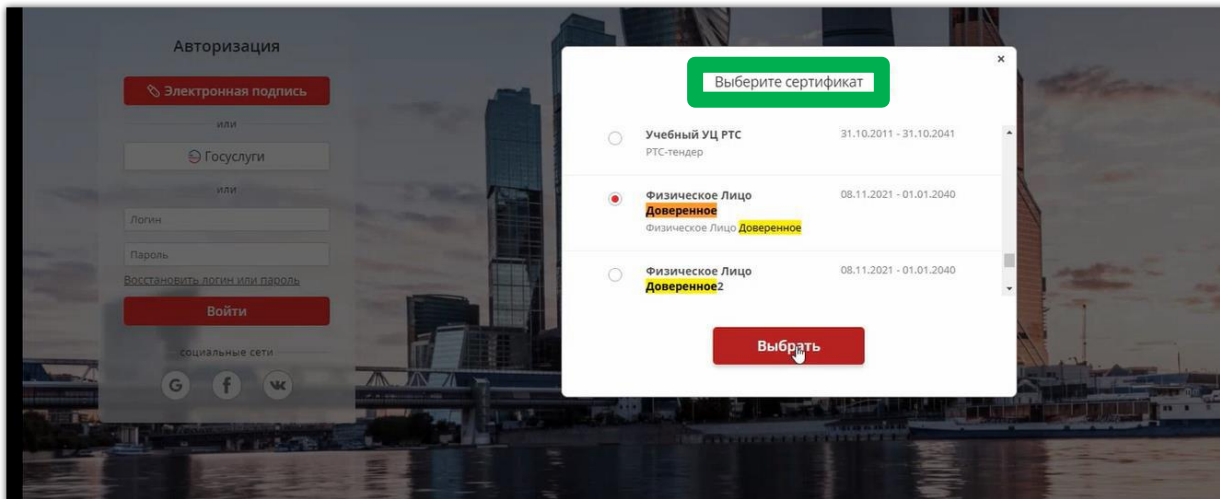 Авторизация
Электронная подпись
или
Госуслуги
или
Логин
Пароль
Восстановить логин или пароль
Войти
социальные сети
G f
Выберите сертификат
×
Учебный УЦ РТС 31.10.2011 - 31.10.2041
РТС-тендер
Физическое Лицо 08.11.2021 - 01.01.2040
Доверенное
Физическое Лицо Доверенное
Физическое Лицо 08.11.2021 - 01.01.2040
Доверенное2
Выбрать